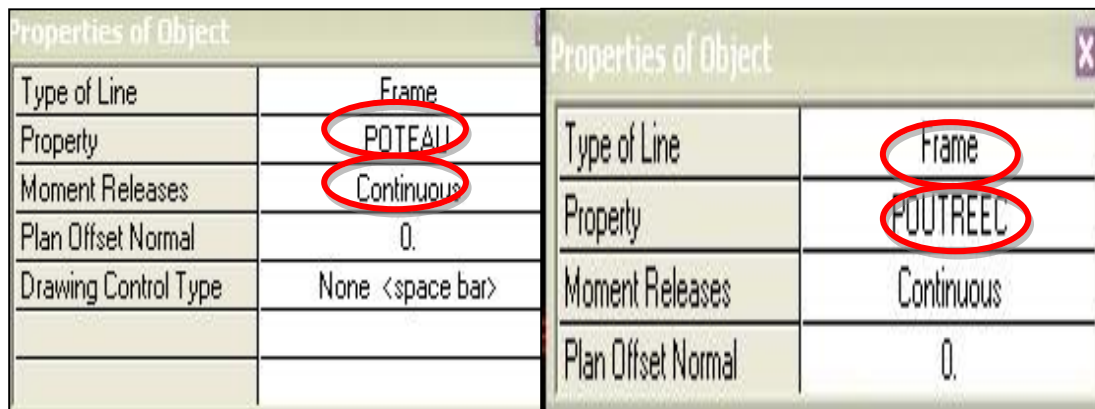 Properties of Object
Type of Line Frame
Property POTEAU
Moment Releases Continuous
Plan Offset Normal 0.
Drawing Control Type None <space bar>
Properties of Object X
Type of Line Frame
Property POUTREEC
Moment Releases Continuous
Plan Offset Normal 0.